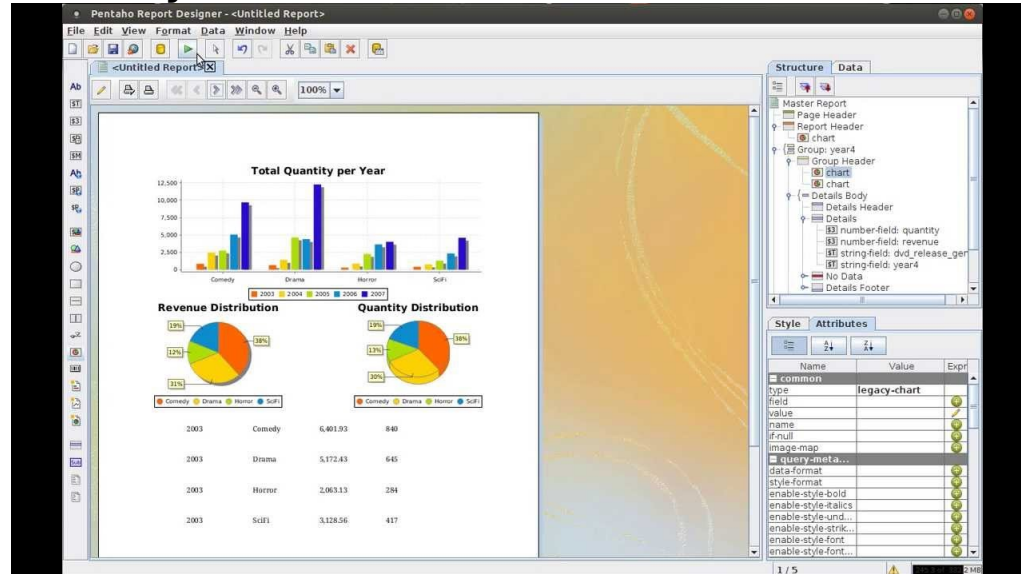 Pentaho Report Designer - <Untitled Report>
File Edit View Format Data Window Help
<Untitled Report>
100%
Structure Data
Master Report
Page Header
Report Header
chart
Group: year4
Group Header
chart
chart
Details Body
Details Header
Details
number-field: quantity
number-field: revenue
string-field: dvd_release_ger
string-field: year4
No Data
Details Footer
Total Quantity per Year
12,500
10,000
7,500
5,000
2,500
0
Comedy Drama Horror SciFi
2003 2004 2005 2006 2007
Revenue Distribution Quantity Distribution
19% 38% 12% 31%
19% 38% 13% 30%
Comedy Drama Horror SciFi
Comedy Drama Horror SciFi
2003 Comedy 6,401.93 840
2003 Drama 5,172.43 645
2003 Horror 2,063.13 284
2003 SciFi 3,128.56 417
Style Attributes
Name Value Expr
common
type legacy-chart
field
value
name
if-null
image-map
query-meta...
data-format
style-format
enable-style-bold
enable-style-italics
enable-style-und...
enable-style-strik...
enable-style-font
enable-style-font...
1 / 5